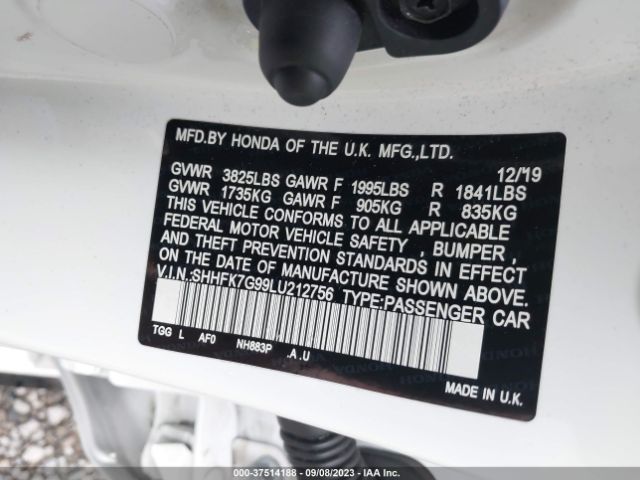 MFD.BY HONDA OF THE U.K. MFG.,LTD. 12/'19
GVWR 3825LBS GAWR F 1995LBS R 1841LBS
GVWR 1735KG GAWR F 905KG R 835KG
THIS VEHICLE CONFORMS TO ALL APPLICABLE
FEDERAL MOTOR VEHICLE SAFETY , BUMPER ,
AND THEFT PREVENTION STANDARDS IN
EFFECT ON THE
DATE OF MANUFACTURE SHOWN ABOVE.
V.I.N.:SHHFK7G99LU212756 TYPE:PASSENGER CAR
TGG L AF0 NH883P .A .U
MADE IN U.K.
000-37514188 - 09/08/2023 - IAA Inc.